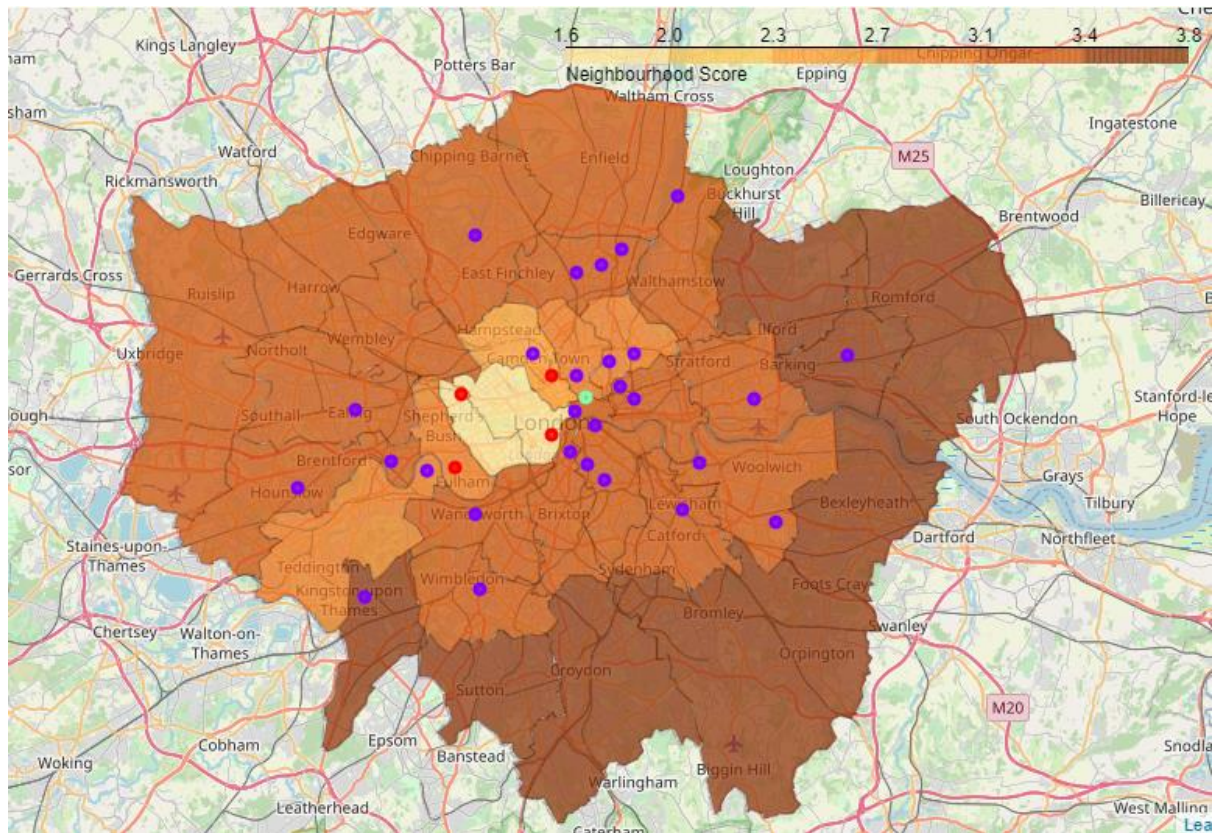 Che
Kings Langley
1.6 2.0 2.3 2.7 3.1 3.4 3.8
Potters Bar
Chipping Ongar
Neighbourhood Score
Epping
Waltham Cross
sham
Ingatestone
Watford
Chipping Barnet
Enfield
M25
Loughton
Rickmansworth
Buckhurst
Hill
Billericay
Brentwood
Edgware
Gerrards Cross
East Finchley
Walthamstow
Ruislip
Harrow
Romford
Hampstead
Ilford
Wembley
Uxbridge
Northolt
Camden Town
Stratford
Barking
Stanford-le-
Hope
Southall
Ealing
Shepherd's
Bush
London
South Ockendon
Brentford
Woolwich
Grays
Fulham
Hounslow
Tilbury
Bexleyheath
Wandsworth
Brixton
Lewisham
Catford
Dartford
Northfleet
Staines-upon-
Thames
Teddington
Sydenham
Wimbledon
Kingston upon
Thames
Foots Cray
Bromley
Swanley
Chertsey
Walton-on-
Thames
Orpington
Croydon
Sutton
M20
Cobham
Epsom
Banstead
Biggin Hill
Snodla
Woking
Warlingham
Leatherhead
West Malling
Caterham
Lea